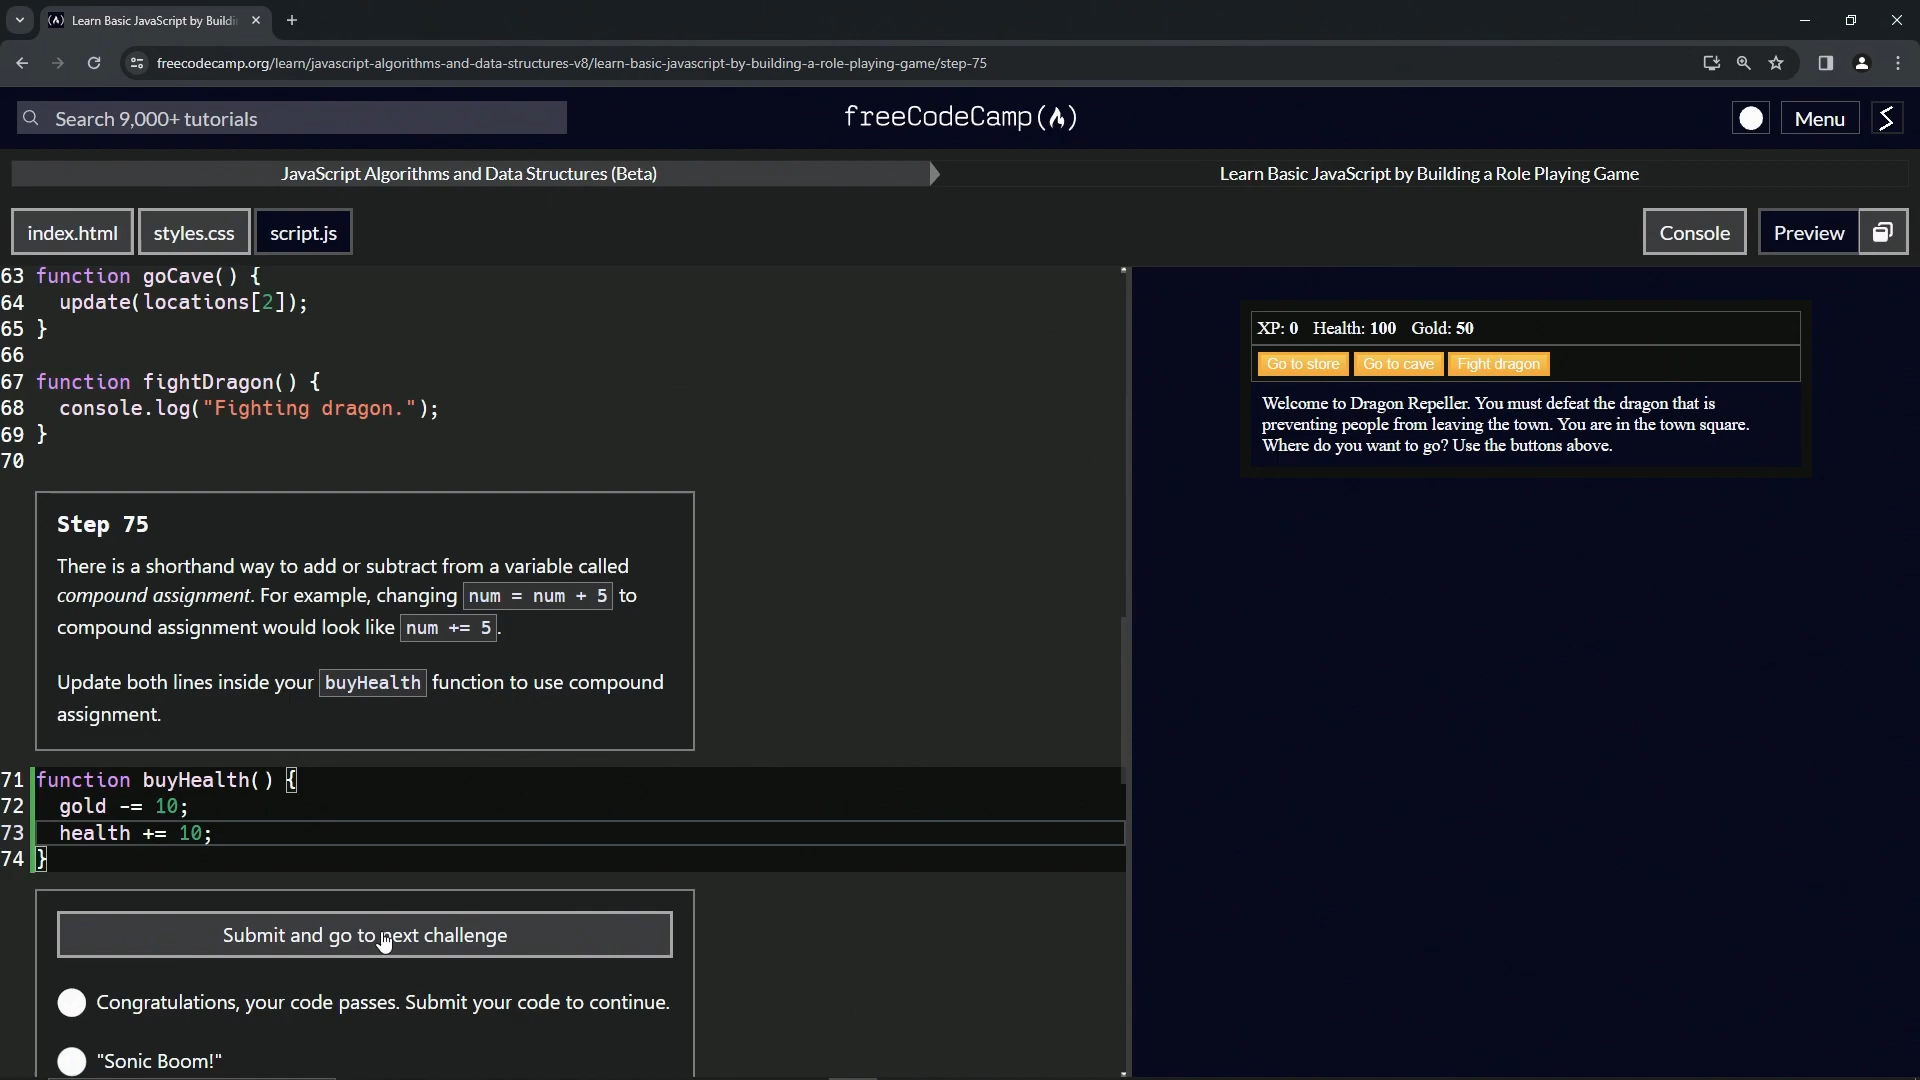 Learn Basic JavaScript by Buildi
freecodecamp.org/learn/javascript-algorithms-and-data-structures-v8/learn-basic-javascript-by-building-a-role-playing-game/step-75
Search 9,000+ tutorials
freeCodeCamp(🔥)
Menu
JavaScript Algorithms and Data Structures (Beta)
Learn Basic JavaScript by Building a Role Playing Game
index.html
styles.css
script.js
Console
Preview
63 function goCave() {
64   update(locations[2]);
65 }
66
67 function fightDragon() {
68   console.log("Fighting dragon.");
69 }
70
Step 75
There is a shorthand way to add or subtract from a variable called
compound assignment. For example, changing num = num + 5 to
compound assignment would look like num += 5.
Update both lines inside your buyHealth function to use compound
assignment.
71 function buyHealth() {
72   gold -= 10;
73   health += 10;
74 }
Submit and go to next challenge
Congratulations, your code passes. Submit your code to continue.
"Sonic Boom!"
XP: 0 Health: 100 Gold: 50
Go to store
Go to cave
Fight dragon
Welcome to Dragon Repeller. You must defeat the dragon that is
preventing people from leaving the town. You are in the town square.
Where do you want to go? Use the buttons above.